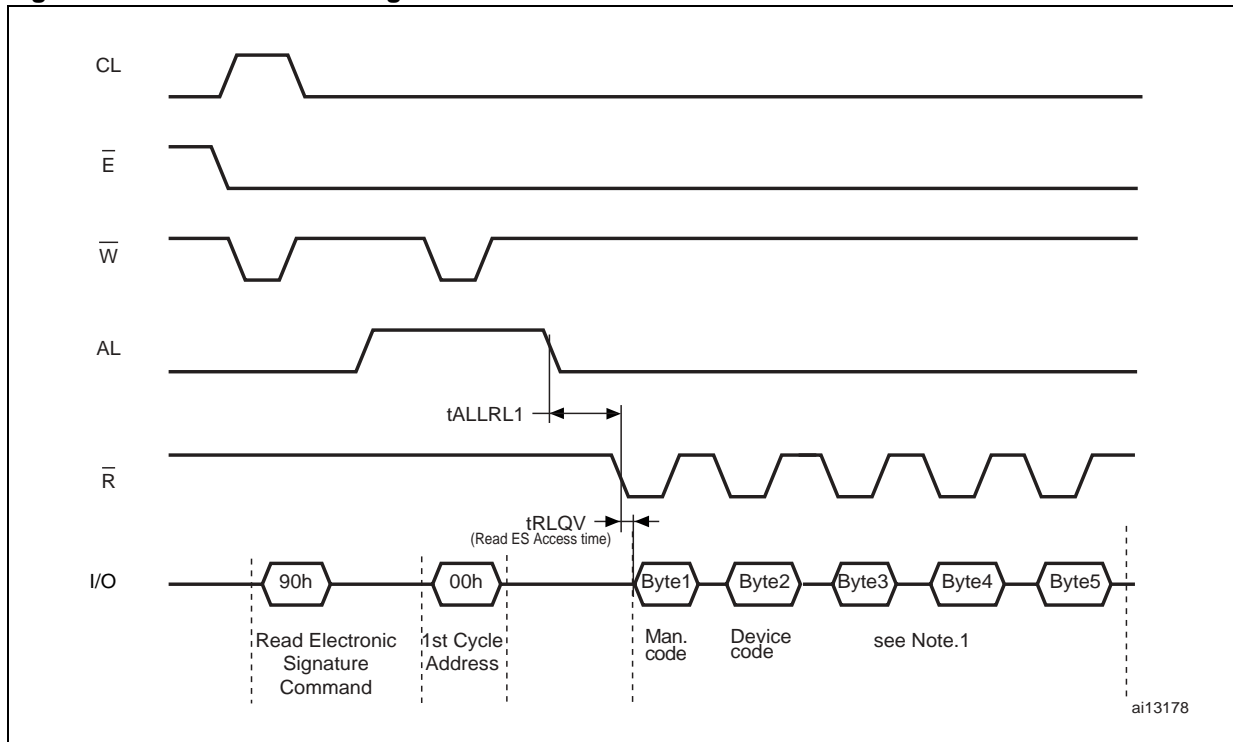 CL
E
W
AL
tALLRL1
R
tRLQV
(Read ES Access time)
I/O
90h
00h
Byte1
Byte2
Byte3
Byte4
Byte5
Read Electronic
Signature
Command
1st Cycle
Address
Man.
code
Device
code
see Note.1
ai13178